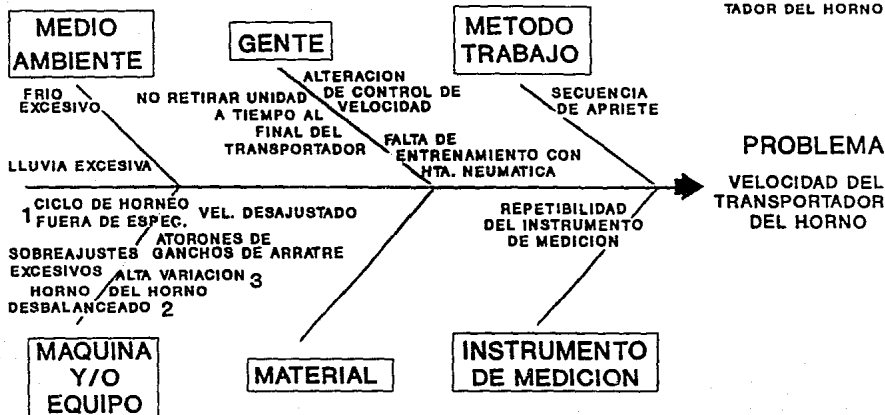 TADOR DEL HORNO
MEDIO
AMBIENTE
GENTE
METODO
TRABAJO
FRIO
EXCESIVO
LLUVIA EXCESIVA
NO RETIRAR UNIDAD
A TIEMPO AL
FINAL DEL
TRANSPORTADOR
ALTERACION
DE CONTROL DE
VELOCIDAD
FALTA DE
ENTRENAMIENTO CON
HTA. NEUMATICA
SECUENCIA
DE APRIETE
PROBLEMA
VELOCIDAD DEL
TRANSPORTADOR
DEL HORNO
1 CICLO DE HORNEO
FUERA DE ESPEC.
VEL. DESAJUSTADO
SOBREAJUSTES
EXCESIVOS
ATORONES DE
GANCHOS DE ARRATRE
ALTA VARIACION 3
DEL HORNO
HORNO
DESBALANCEADO 2
REPETIBILIDAD
DEL INSTRUMENTO
DE MEDICION
MAQUINA
Y/O
EQUIPO
MATERIAL
INSTRUMENTO
DE MEDICION